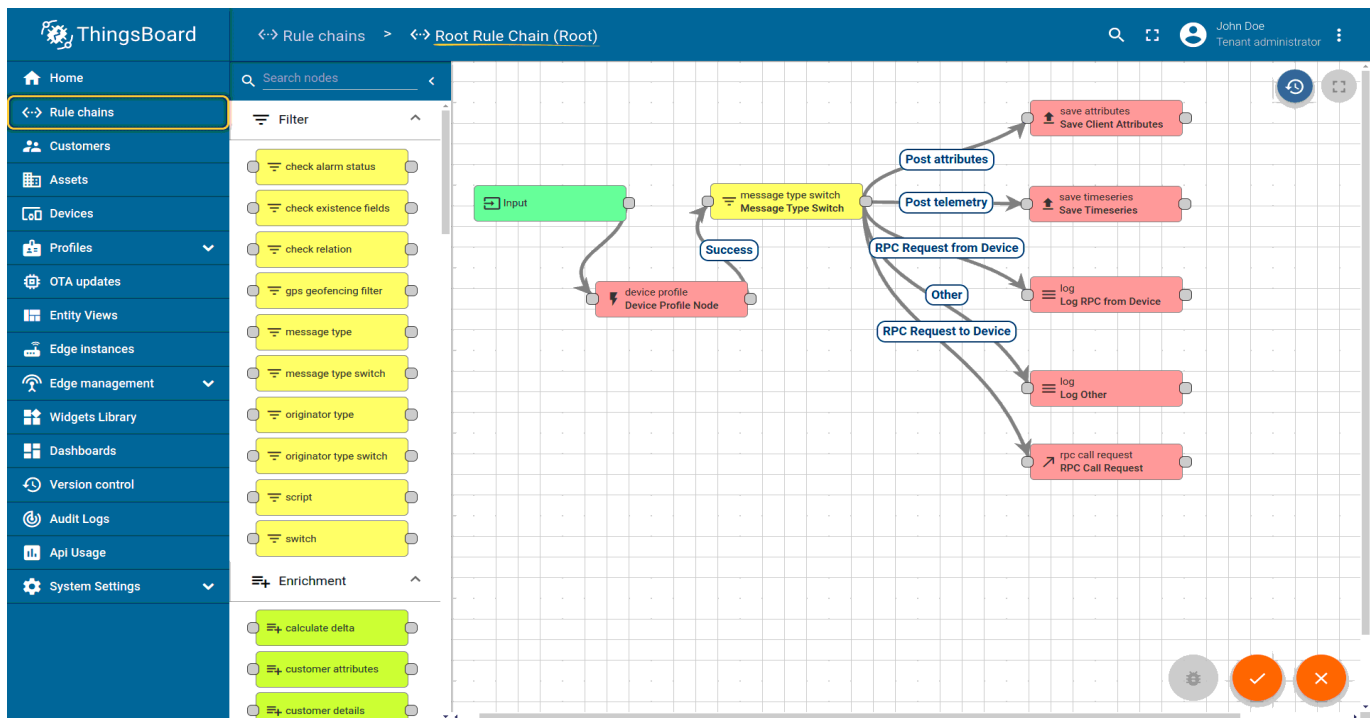 ThingsBoard
Rule chains > Root Rule Chain (Root)
John Doe
Tenant administrator
Home
Rule chains
Customers
Assets
Devices
Profiles
OTA updates
Entity Views
Edge instances
Edge management
Widgets Library
Dashboards
Version control
Audit Logs
Api Usage
System Settings
Search nodes
Filter
check alarm status
check existence fields
check relation
gps geofencing filter
message type
message type switch
originator type
originator type switch
script
switch
Enrichment
calculate delta
customer attributes
customer details
Input
device profile
Device Profile Node
Success
message type switch
Message Type Switch
Post attributes
Post telemetry
RPC Request from Device
Other
RPC Request to Device
save attributes
Save Client Attributes
save timeseries
Save Timeseries
log
Log RPC from Device
log
Log Other
rpc call request
RPC Call Request